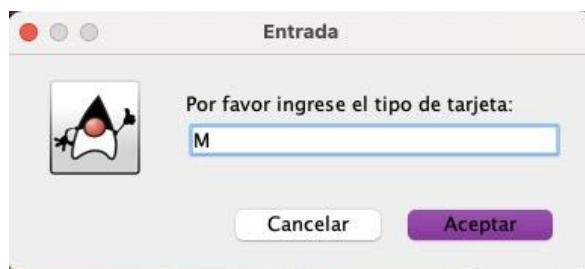 Entrada
Por favor ingrese el tipo de tarjeta:
M
Cancelar
Aceptar